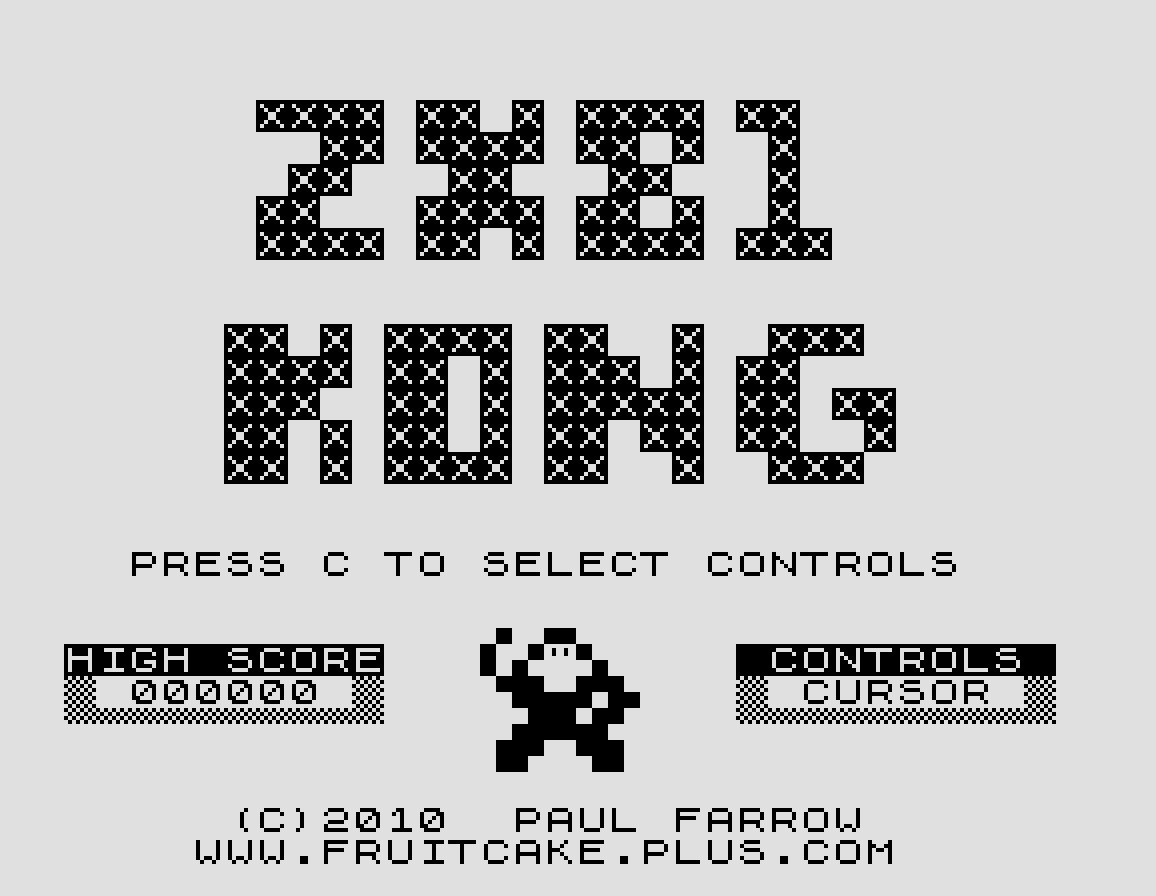 ZX81
KONG
PRESS C TO SELECT CONTROLS
HIGH SCORE
000000
CONTROLS
CURSOR
(C)2010 PAUL FARROW
WWW.FRUITCAKE.PLUS.COM